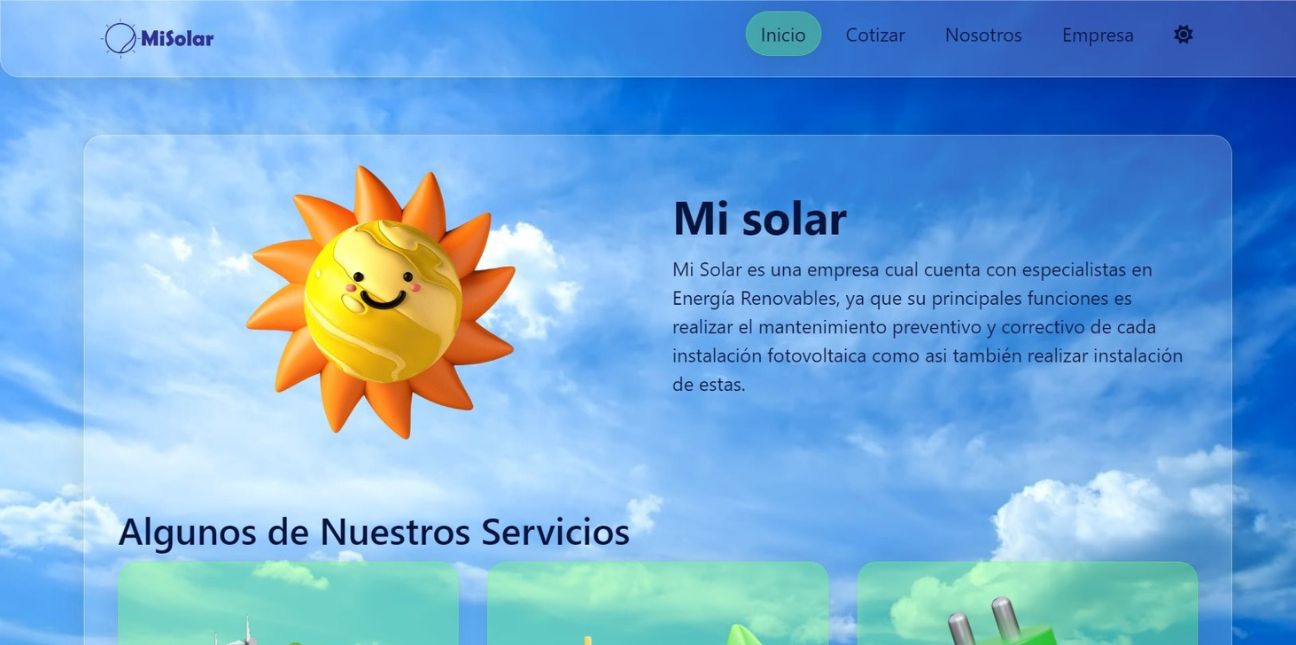 MiSolar
Inicio
Cotizar
Nosotros
Empresa
Mi solar
Mi Solar es una empresa cual cuenta con especialistas en
Energía Renovables, ya que su principales funciones es
realizar el mantenimiento preventivo y correctivo de cada
instalación fotovoltaica como asi también realizar instalación
de estas.
Algunos de Nuestros Servicios